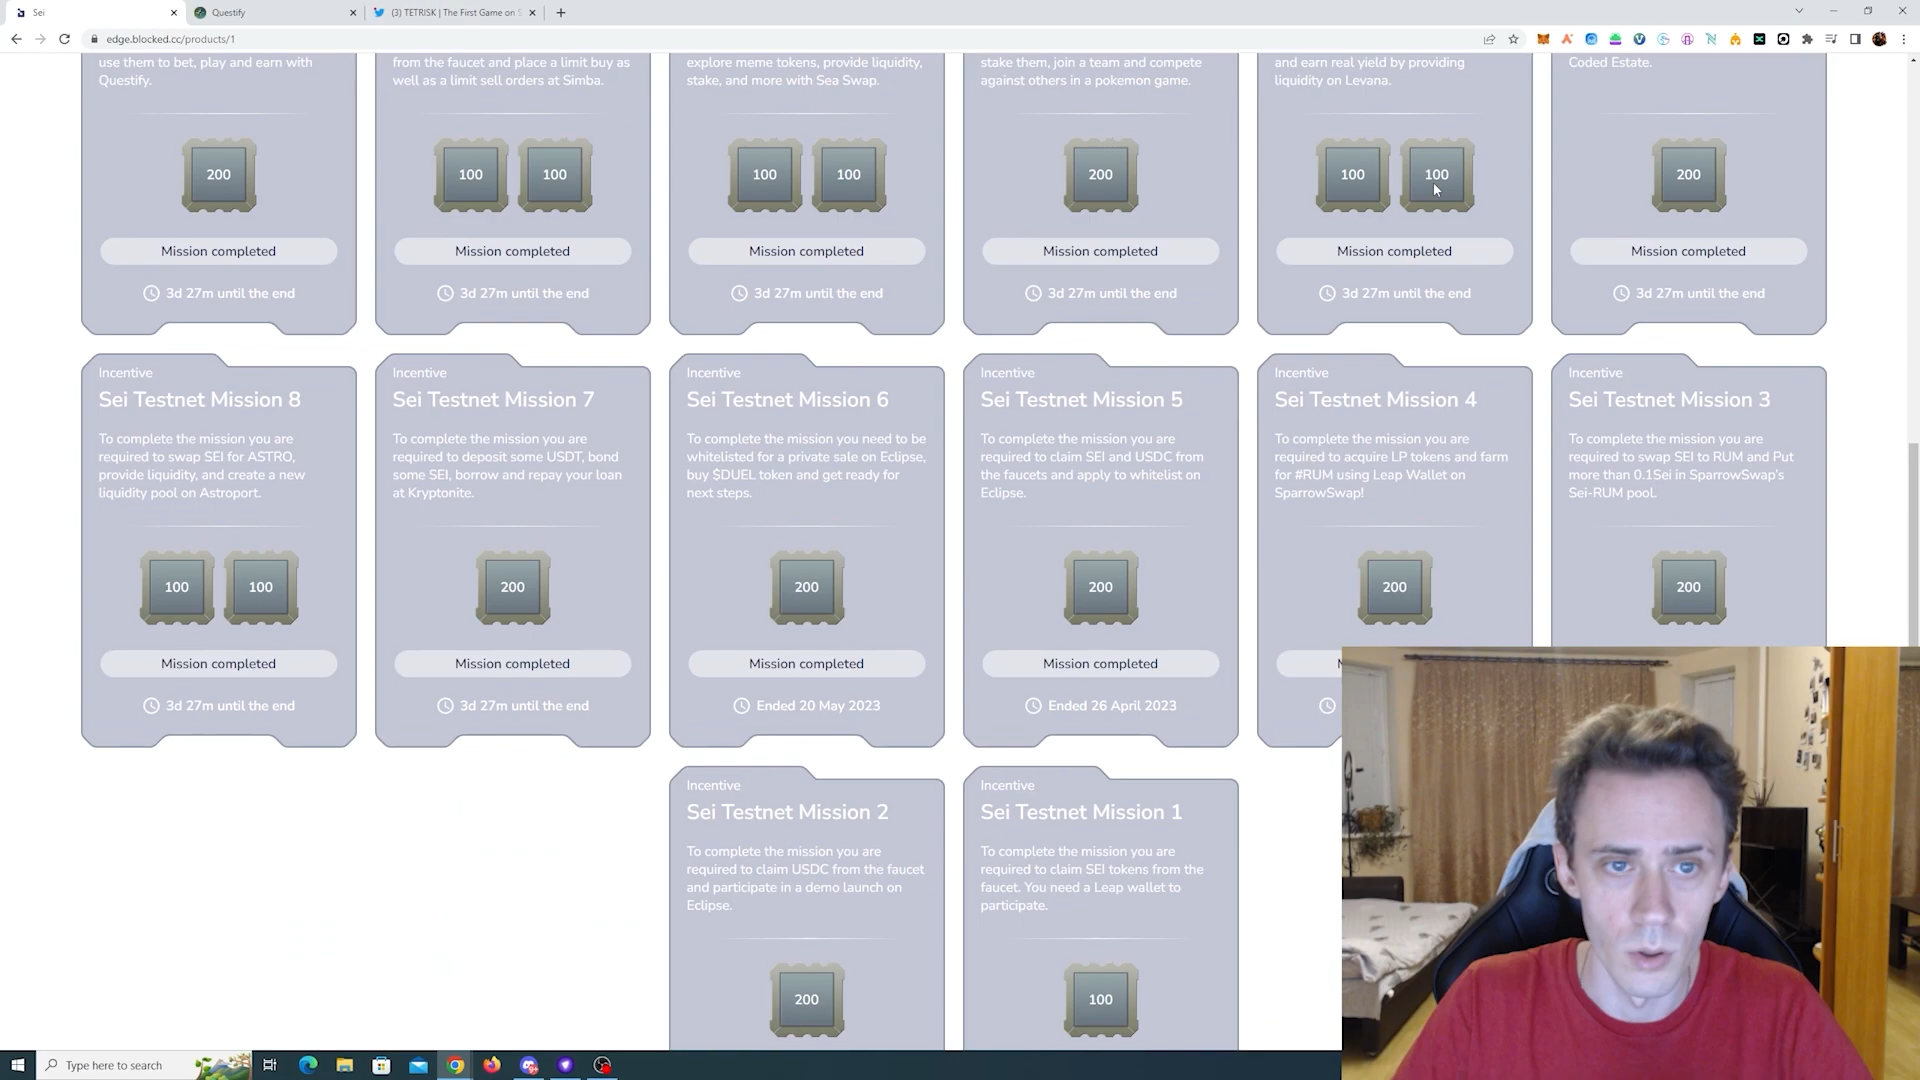 Sei
Questify
(3) TETRISK | The First Game on S
edge.blocked.cc/products/1
use them to bet, play and earn with
Questify.
200
Mission completed
3d 27m until the end
from the faucet and place a limit buy as
well as a limit sell orders at Simba.
100
100
Mission completed
3d 27m until the end
explore meme tokens, provide liquidity,
stake, and more with Sea Swap.
100
100
Mission completed
3d 27m until the end
stake them, join a team and compete
against others in a pokemon game.
200
Mission completed
3d 27m until the end
and earn real yield by providing
liquidity on Levana.
100
100
Mission completed
3d 27m until the end
Coded Estate.
200
Mission completed
3d 27m until the end
Incentive
Sei Testnet Mission 8
To complete the mission you are
required to swap SEI for ASTRO,
provide liquidity, and create a new
liquidity pool on Astroport.
100
100
Mission completed
3d 27m until the end
Incentive
Sei Testnet Mission 7
To complete the mission you are
required to deposit some USDT, bond
some SEI, borrow and repay your loan
at Kryptonite.
200
Mission completed
3d 27m until the end
Incentive
Sei Testnet Mission 6
To complete the mission you need to be
whitelisted for a private sale on Eclipse,
buy $DUEL token and get ready for
next steps.
200
Mission completed
Ended 20 May 2023
Incentive
Sei Testnet Mission 5
To complete the mission you are
required to claim SEI and USDC from
the faucets and apply to whitelist on
Eclipse.
200
Mission completed
Ended 26 April 2023
Incentive
Sei Testnet Mission 4
To complete the mission you are
required to acquire LP tokens and farm
for #RUM using Leap Wallet on
SparrowSwap!
200
Incentive
Sei Testnet Mission 3
To complete the mission you are
required to swap SEI to RUM and Put
more than 0.1Sei in SparrowSwap's
Sei-RUM pool.
200
Incentive
Sei Testnet Mission 2
To complete the mission you are
required to claim USDC from the faucet
and participate in a demo launch on
Eclipse.
200
Incentive
Sei Testnet Mission 1
To complete the mission you are
required to claim SEI tokens from the
faucet. You need a Leap wallet to
participate.
100
Type here to search